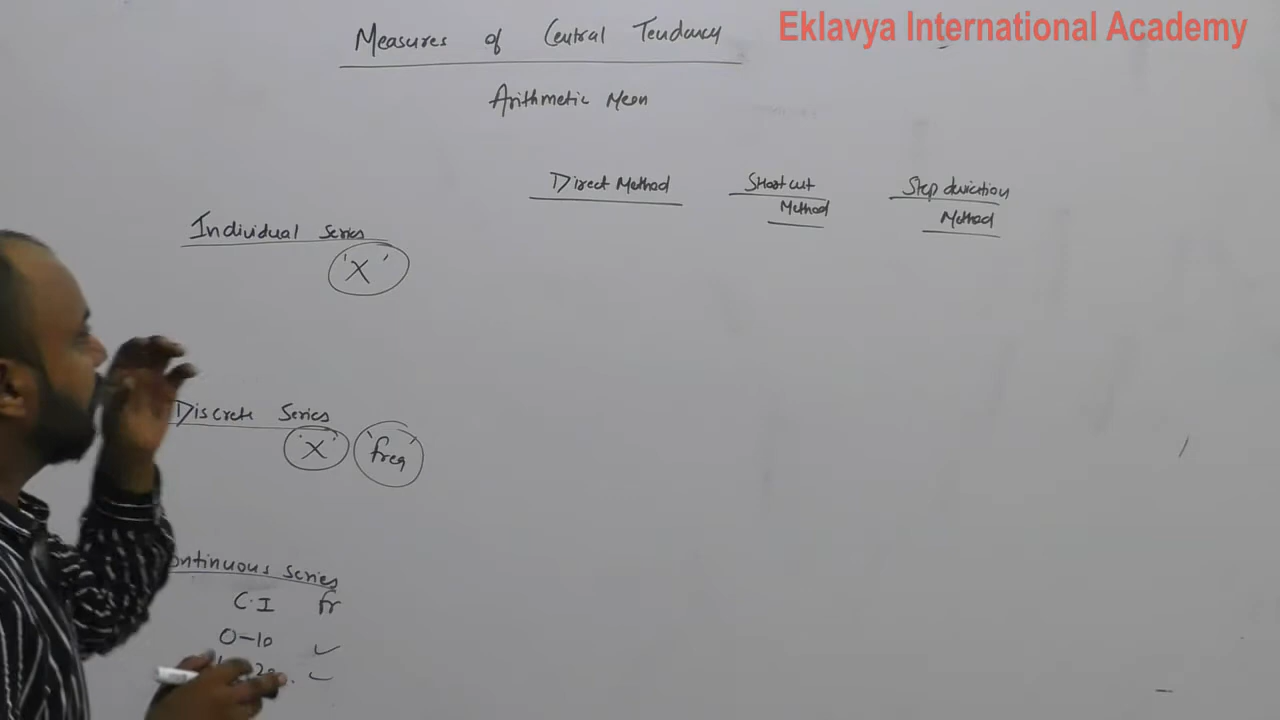 Eklavya International Academy
Measures of Central Tendency
Arithmetic Mean
Direct Method
Short cut
Method
Step deviation
Method
Individual Series
'X'
Discrete Series
'X' 'freq'
ontinuous Series
C.I fr
0-10
20